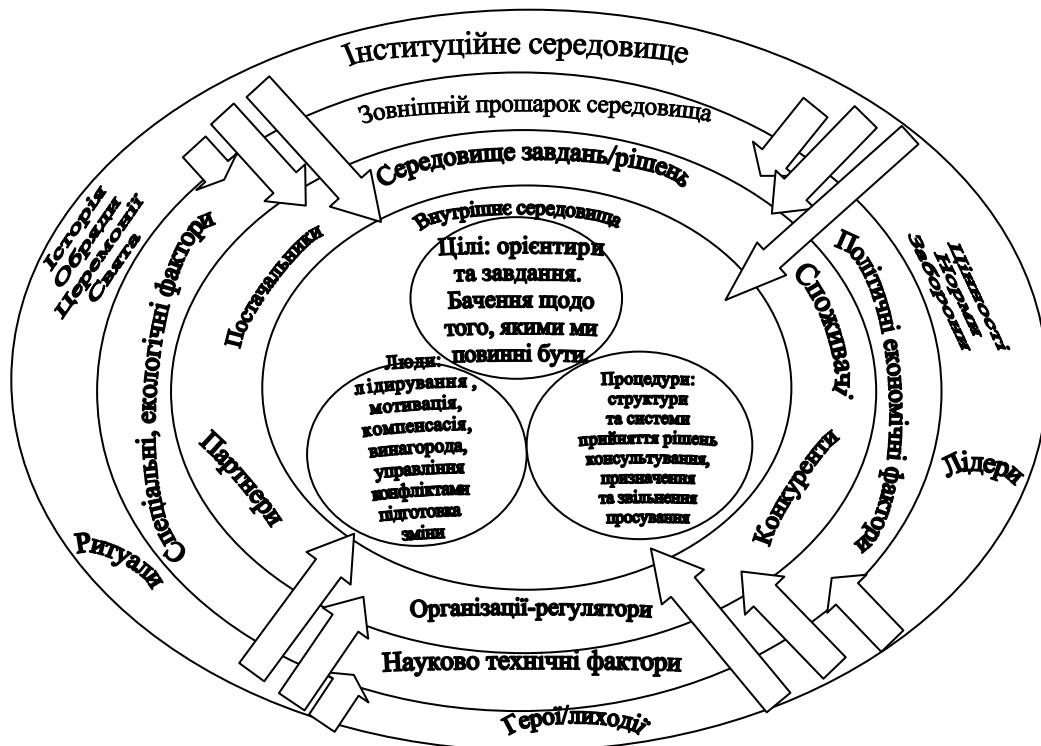 Інституційне середовище
Зовнішній прошарок середовища
Середовище завдань/рішень
Внутрішнє середовища
Історія
Обряди
Церемонії
Свята
Спеціальні, екологічні фактори
Постачальники
Цілі: орієнтири
та завдання.
Бачення щодо
того, якими ми
повинні бути.
Споживачі
Політичні економічні фактори
Цінності
Норми
Заборони
Люди:
лідирування ,
мотивація,
компенсасія,
винагорода,
управління
конфліктами
підготовка
зміни
Процедури:
структури
та системи
прийняття рішень
консультування,
призначення
та звільнення
просування
Партнери
Конкуренти
Лідери
Ритуали
Організації-регулятори
Науково технічні фактори
Герої/лиходії